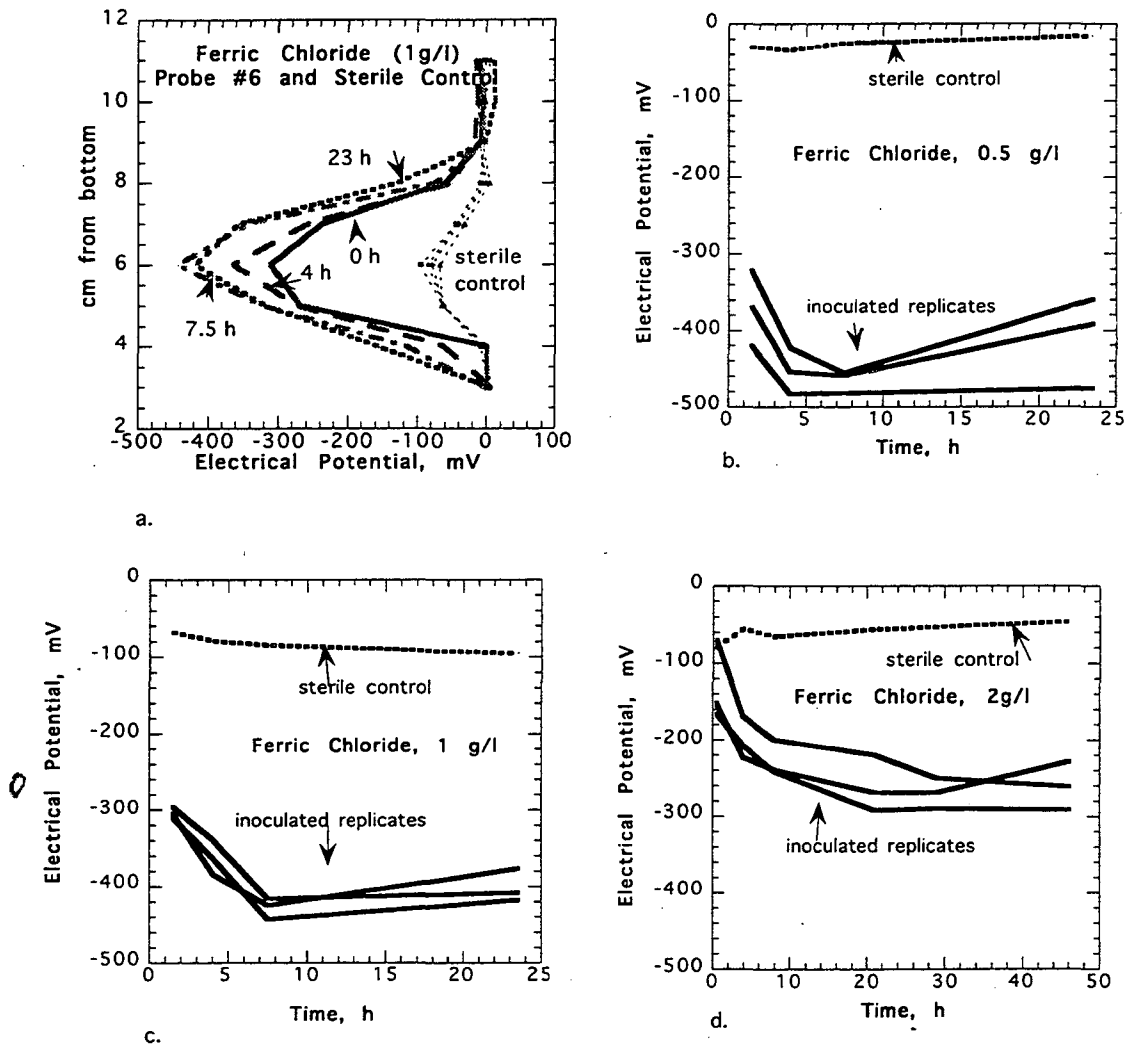 12
10
8
6
4
2
cm from bottom
Ferric Chloride (1g/l)
Probe #6 and Sterile Control
23 h
0 h
4 h
7.5 h
sterile
control
-500 -400 -300 -200 -100 0 100
Electrical Potential, mV
a.
0
-100
-200
-300
-400
-500
Electrical Potential, mV
sterile control
Ferric Chloride, 0.5 g/l
inoculated replicates
0 5 10 15 20 25
Time, h
b.
0
-100
-200
-300
-400
-500
Electrical Potential, mV
sterile control
Ferric Chloride, 1 g/l
inoculated replicates
0 5 10 15 20 25
Time, h
c.
0
-100
-200
-300
-400
-500
Electrical Potential, mV
sterile control
Ferric Chloride, 2g/l
inoculated replicates
0 10 20 30 40 50
Time, h
d.